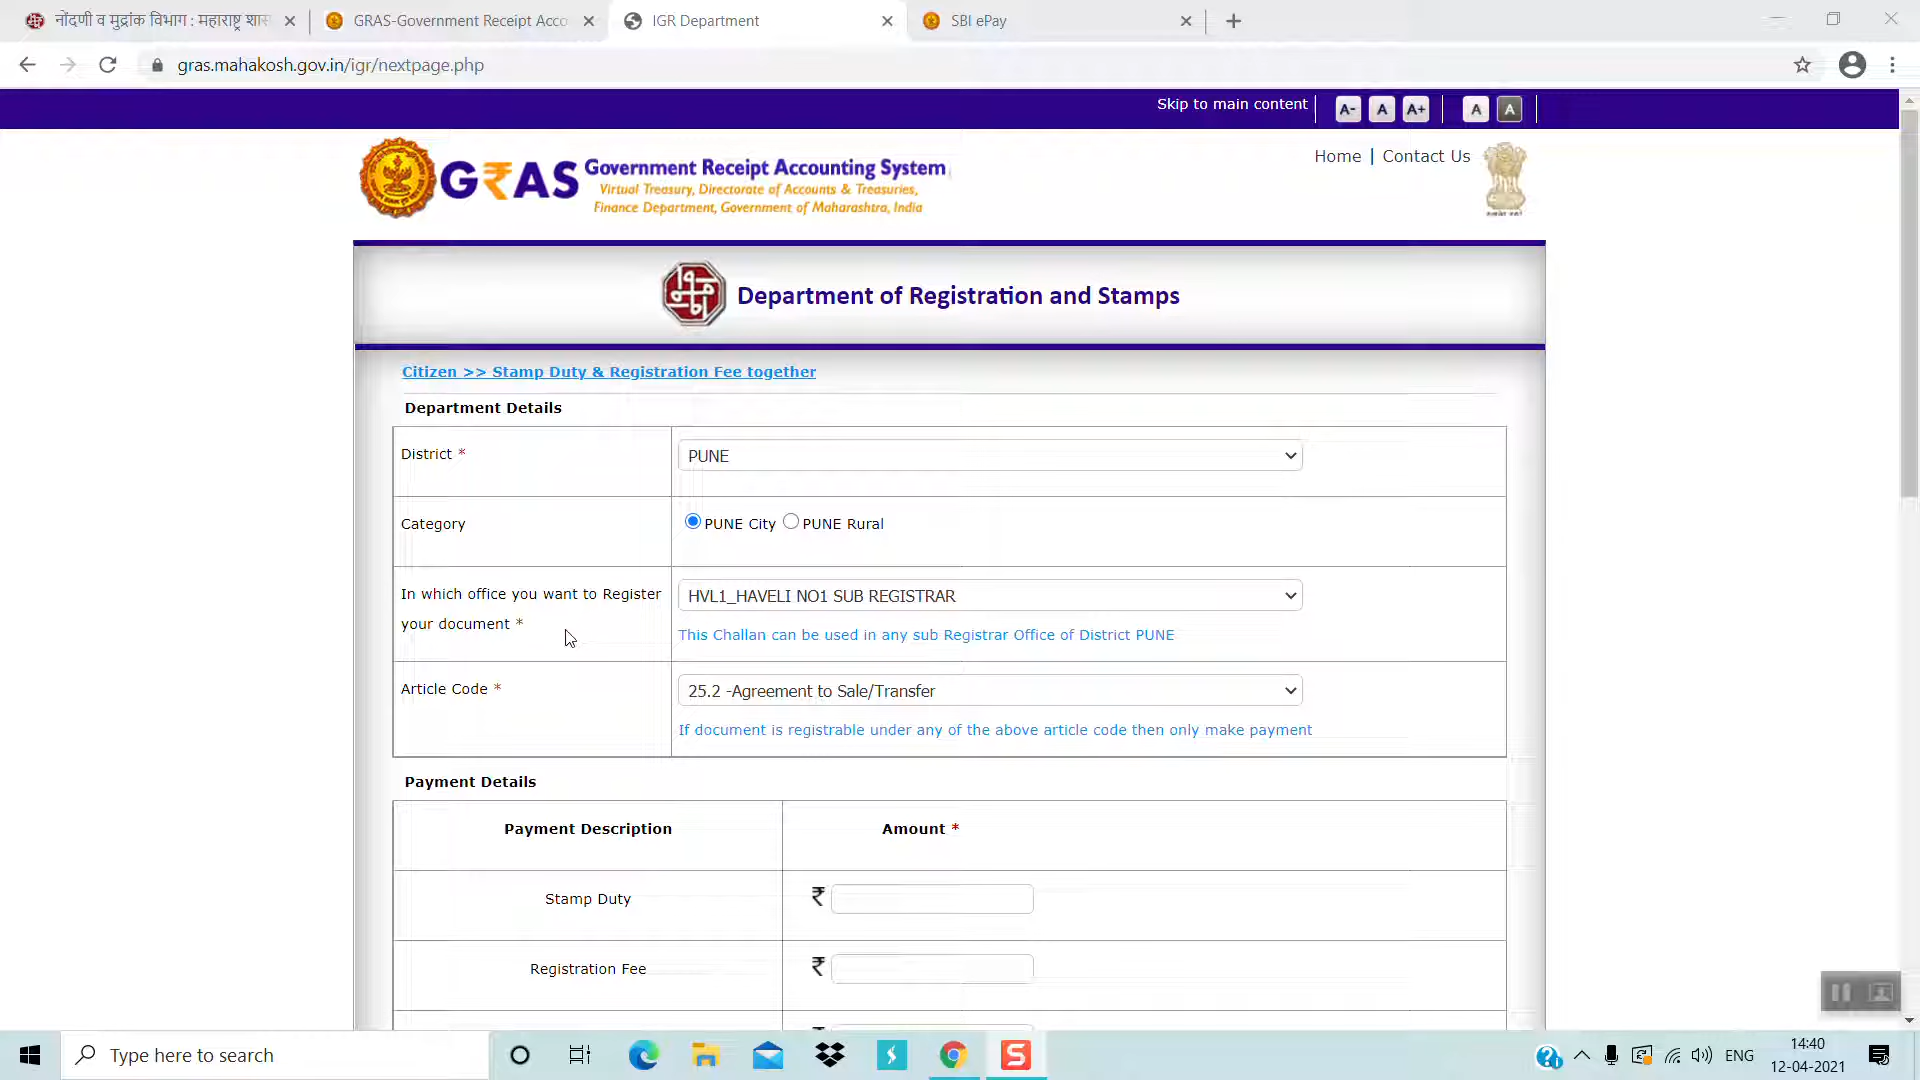 नोंदणी व मुद्रांक विभाग : महाराष्ट्र शास
GRAS-Government Receipt Acco
IGR Department
SBI ePay
gras.mahakosh.gov.in/igr/nextpage.php
Skip to main content
A- A A+ A A
GRAS
Government Receipt Accounting System
Virtual Treasury, Directorate of Accounts & Treasuries,
Finance Department, Government of Maharashtra, India
Home | Contact Us
Department of Registration and Stamps
Citizen >> Stamp Duty & Registration Fee together
Department Details
District *
PUNE
Category
PUNE City PUNE Rural
In which office you want to Register
your document *
HVL1_HAVELI NO1 SUB REGISTRAR
This Challan can be used in any sub Registrar Office of District PUNE
Article Code *
25.2 -Agreement to Sale/Transfer
If document is registrable under any of the above article code then only make payment
Payment Details
Payment Description
Amount *
Stamp Duty
₹
Registration Fee
₹
Type here to search
ENG
14:40
12-04-2021